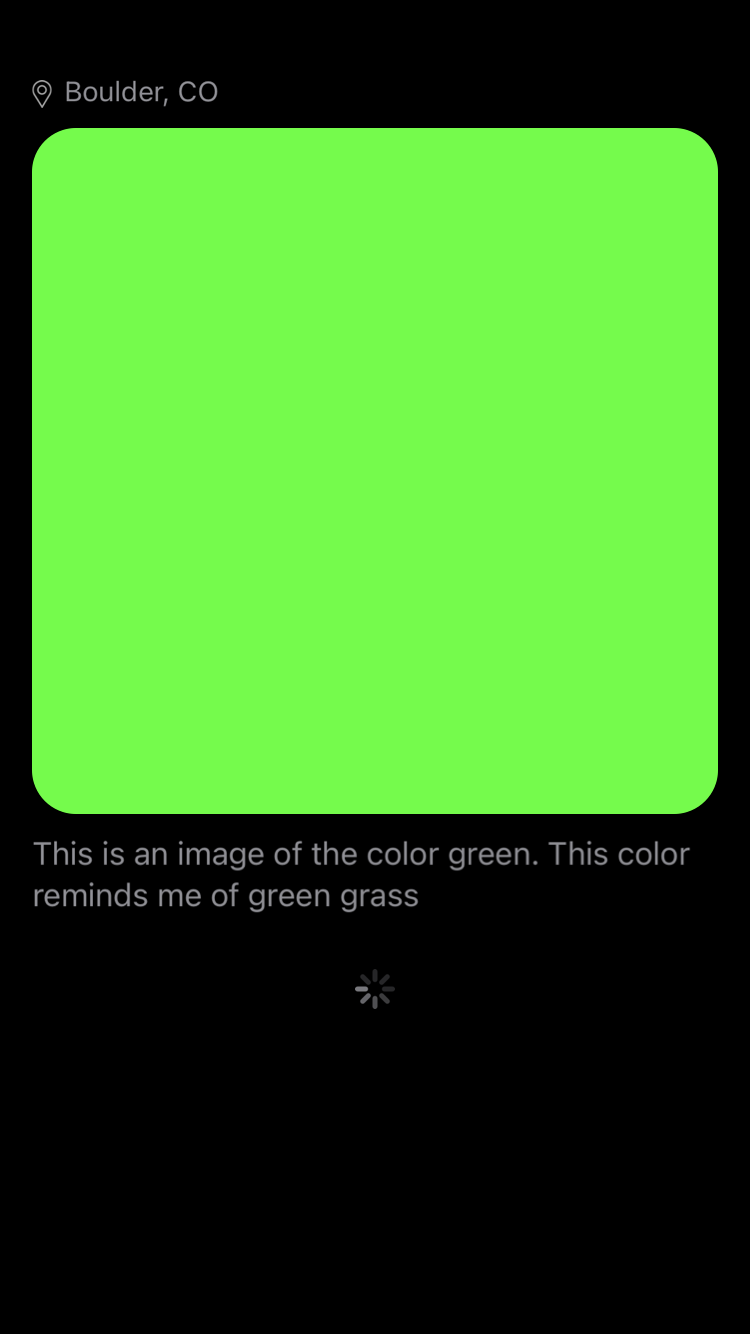 Boulder, CO
This is an image of the color green. This color
reminds me of green grass